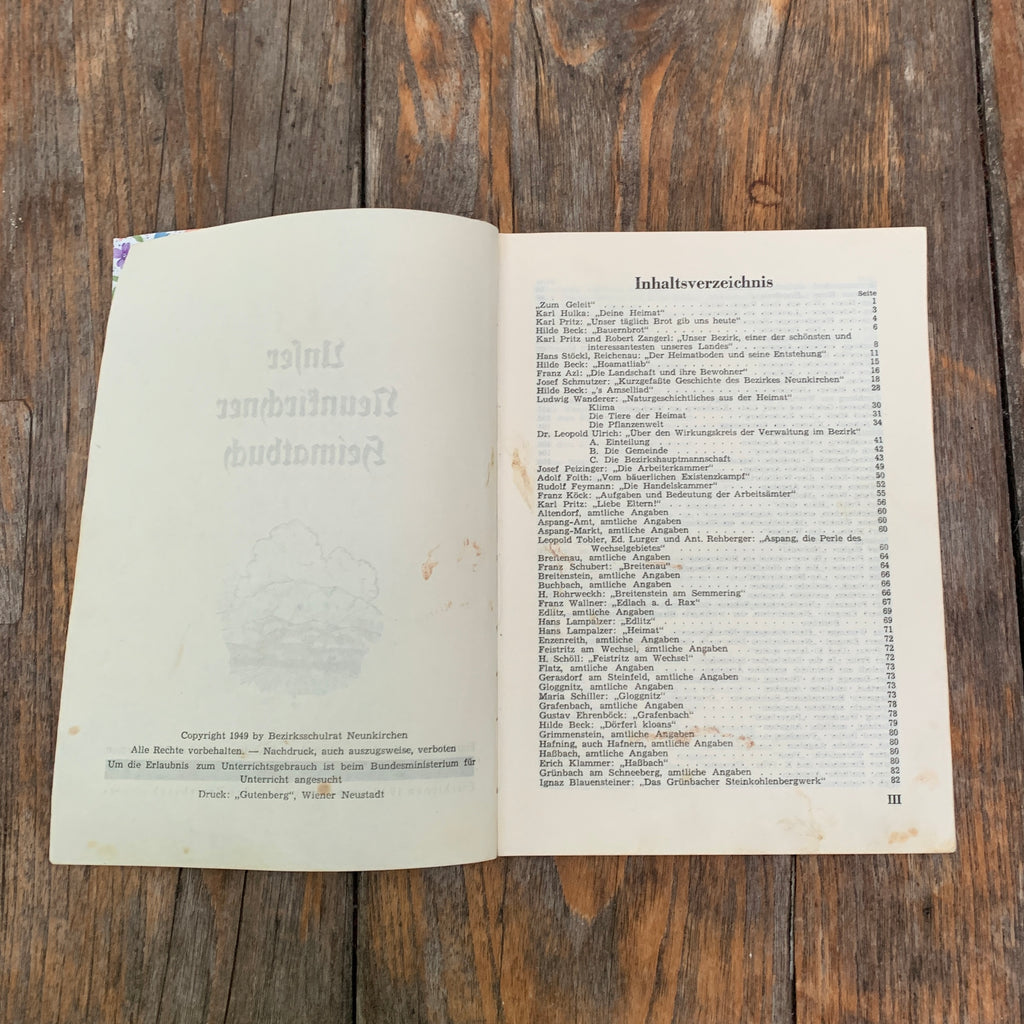 Unser
Neunkirchner
Heimatbuch
Copyright 1949 by Bezirksschulrat Neunkirchen
Alle Rechte vorbehalten. — Nachdruck, auch auszugsweise, verboten
Um die Erlaubnis zum Unterrichtsgebrauch ist beim Bundesministerium für
Unterricht angesucht
Druck: „Gutenberg“, Wiener Neustadt
Inhaltsverzeichnis
Seite
„Zum Geleit“ 1
Karl Hulka: „Deine Heimat“ 3
Karl Pritz: „Unser täglich Brot gib uns heute“ 4
Hilde Beck: „Bauernbrot“ 6
Karl Pritz und Robert Zangerl: „Unser Bezirk, einer der schönsten und
interessantesten unseres Landes“ 8
Hans Stöckl, Reichenau: „Der Heimatboden und seine Entstehung“ 11
Hilde Beck: „Hoamatliab“ 15
Franz Azl: „Die Landschaft und ihre Bewohner“ 16
Josef Schmutzer: „Kurzgefaßte Geschichte des Bezirkes Neunkirchen“ 18
Hilde Beck: „'s Amselliad“ 28
Ludwig Wanderer: „Naturgeschichtliches aus der Heimat“
Klima 30
Die Tiere der Heimat 31
Die Pflanzenwelt 34
Dr. Leopold Ulrich: „Über den Wirkungskreis der Verwaltung im Bezirk“
A. Einteilung 41
B. Die Gemeinde 42
C. Die Bezirkshauptmannschaft 43
Josef Peizinger: „Die Arbeiterkammer“ 49
Adolf Foith: „Vom bäuerlichen Existenzkampf“ 50
Rudolf Feymann: „Die Handelskammer“ 52
Franz Köck: „Aufgaben und Bedeutung der Arbeitsämter“ 55
Karl Pritz: „Liebe Eltern!“ 56
Altendorf, amtliche Angaben 60
Aspang-Amt, amtliche Angaben 60
Aspang-Markt, amtliche Angaben 60
Leopold Tobler, Ed. Lurger und Ant. Rehberger: „Aspang, die Perle des
Wechselgebietes“ 60
Breitenau, amtliche Angaben 64
Franz Schubert: „Breitenau“ 64
Breitenstein, amtliche Angaben 66
Buchbach, amtliche Angaben 66
H. Rohrweckh: „Breitenstein am Semmering“ 66
Franz Wallner: „Edlach a. d. Rax“ 67
Edlitz, amtliche Angaben 69
Hans Lampalzer: „Edlitz“ 69
Hans Lampalzer: „Heimat“ 71
Enzenreith, amtliche Angaben 72
Feistritz am Wechsel, amtliche Angaben 72
H. Schöll: „Feistritz am Wechsel“ 72
Flatz, amtliche Angaben 73
Gerasdorf am Steinfeld, amtliche Angaben 73
Gloggnitz, amtliche Angaben 73
Maria Schiller: „Gloggnitz“ 73
Grafenbach, amtliche Angaben 78
Gustav Ehrenböck: „Grafenbach“ 78
Hilde Beck: „Dörferl kloans“ 79
Grimmenstein, amtliche Angaben 80
Hafning, auch Hafnern, amtliche Angaben 80
Haßbach, amtliche Angaben 80
Erich Klammer: „Haßbach“ 80
Grünbach am Schneeberg, amtliche Angaben 82
Ignaz Blauensteiner: „Das Grünbacher Steinkohlenbergwerk“ 82
III